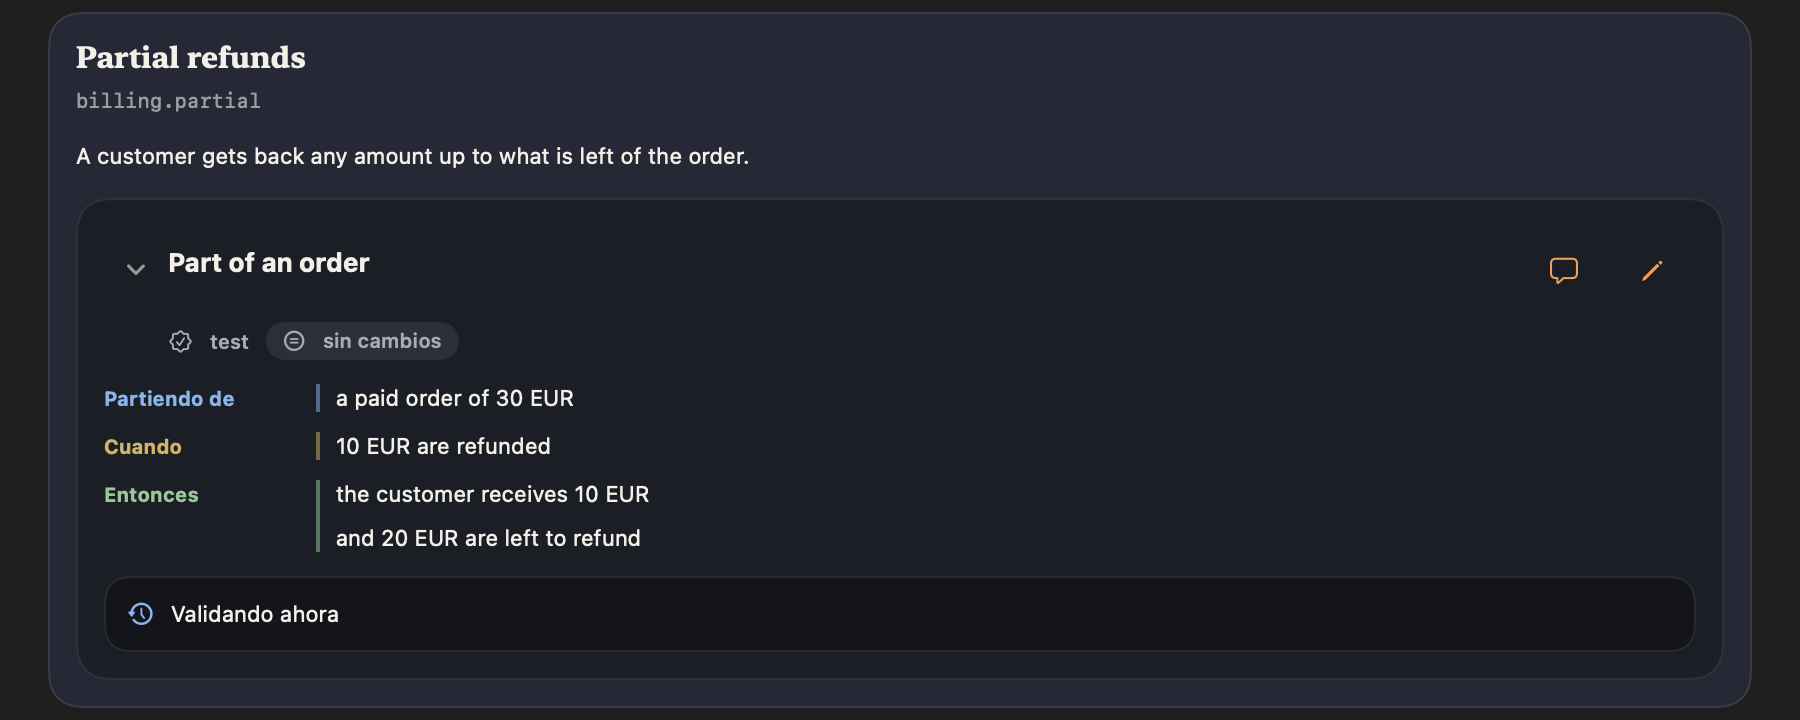 Partial refunds
billing.partial
A customer gets back any amount up to what is left of the order.
Part of an order
test sin cambios
Partiendo de a paid order of 30 EUR
Cuando 10 EUR are refunded
Entonces the customer receives 10 EUR
and 20 EUR are left to refund
Validando ahora